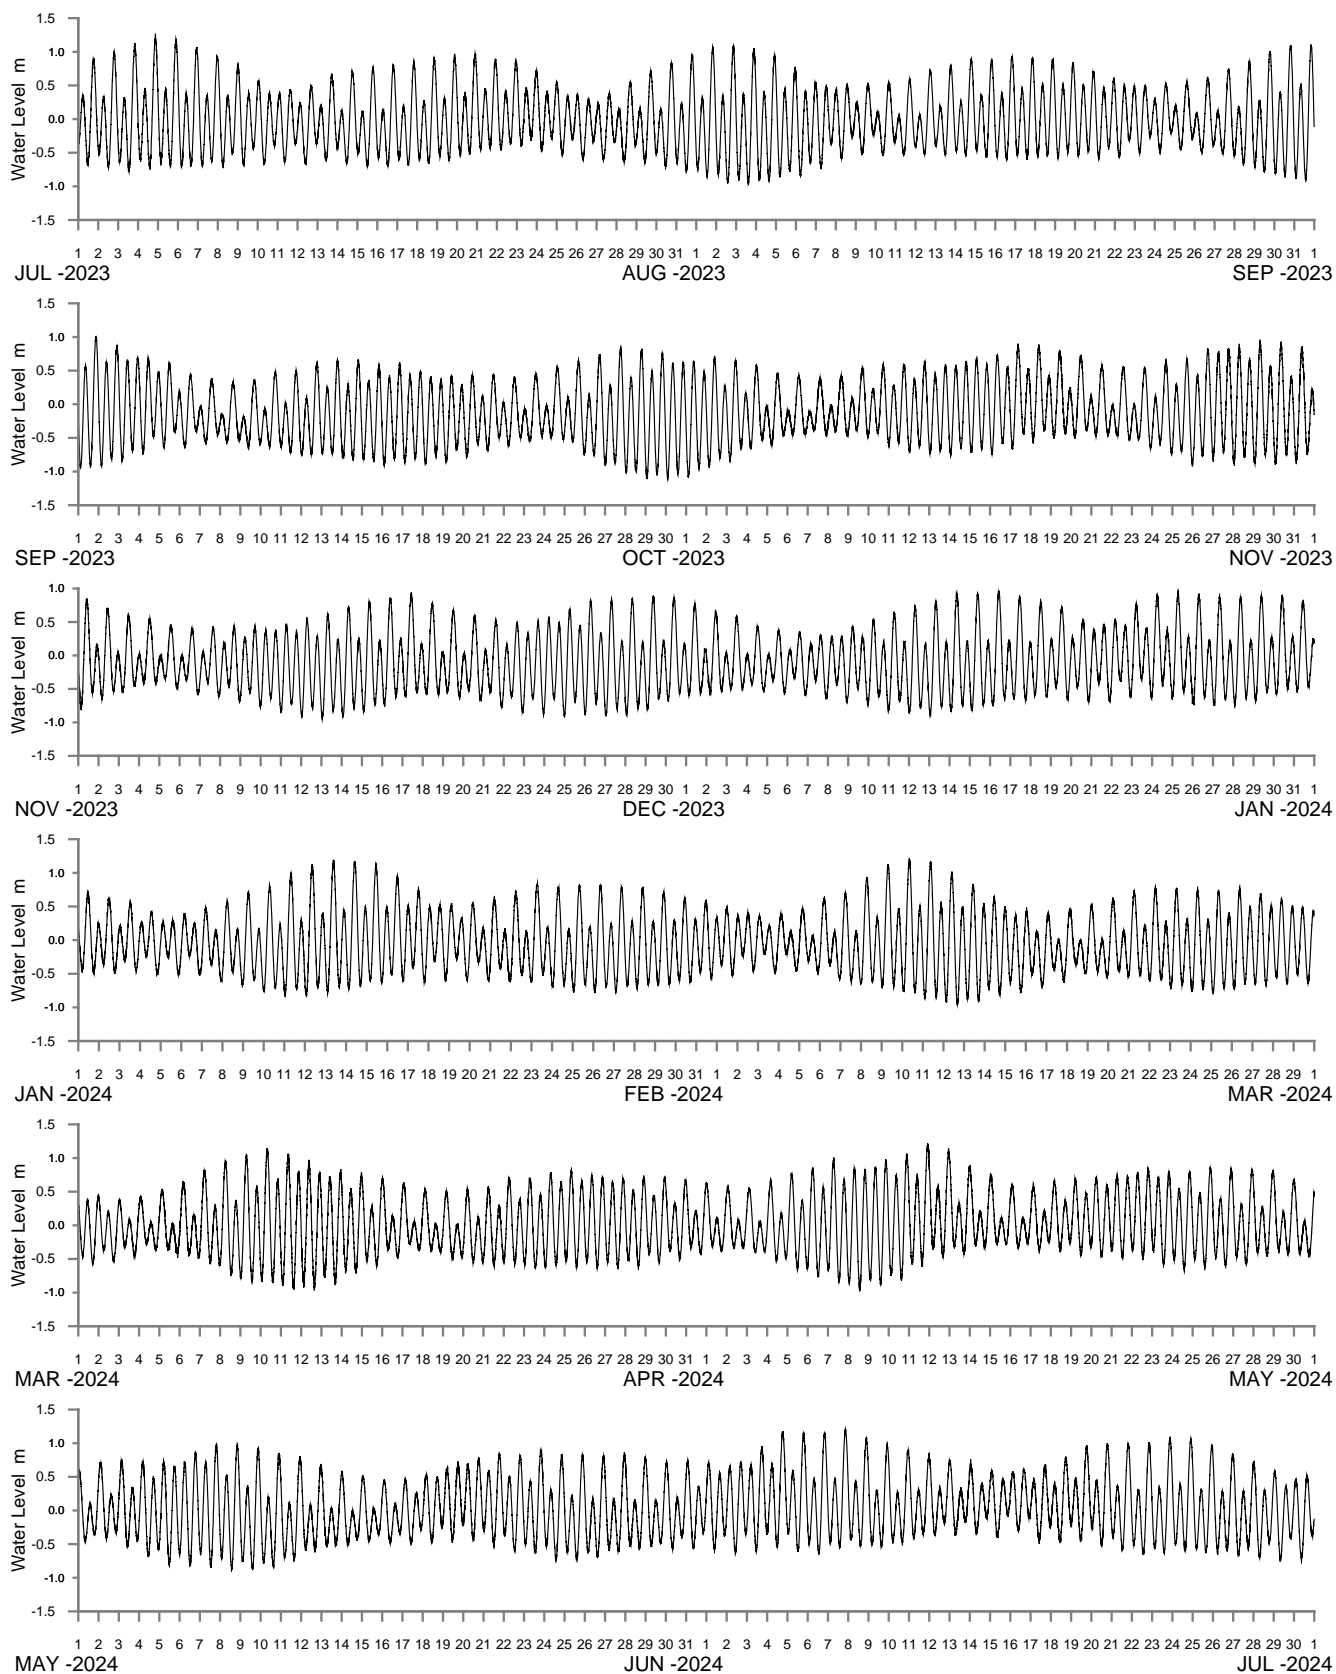 1.5
1.0
0.5
0.0
-0.5
-1.0
-1.5
Water Level m
1 2 3 4 5 6 7 8 9 10 11 12 13 14 15 16 17 18 19 20 21 22 23 24 25 26 27 28 29 30 31 1 2 3 4 5 6 7 8 9 10 11 12 13 14 15 16 17 18 19 20 21 22 23 24 25 26 27 28 29 30 31 1
JUL -2023 AUG -2023 SEP -2023
1.5
1.0
0.5
0.0
-0.5
-1.0
-1.5
Water Level m
1 2 3 4 5 6 7 8 9 10 11 12 13 14 15 16 17 18 19 20 21 22 23 24 25 26 27 28 29 30 1 2 3 4 5 6 7 8 9 10 11 12 13 14 15 16 17 18 19 20 21 22 23 24 25 26 27 28 29 30 31 1
SEP -2023 OCT -2023 NOV -2023
1.0
0.5
0.0
-0.5
-1.0
-1.5
Water Level m
1 2 3 4 5 6 7 8 9 10 11 12 13 14 15 16 17 18 19 20 21 22 23 24 25 26 27 28 29 30 1 2 3 4 5 6 7 8 9 10 11 12 13 14 15 16 17 18 19 20 21 22 23 24 25 26 27 28 29 30 31 1
NOV -2023 DEC -2023 JAN -2024
1.5
1.0
0.5
0.0
-0.5
-1.0
-1.5
Water Level m
1 2 3 4 5 6 7 8 9 10 11 12 13 14 15 16 17 18 19 20 21 22 23 24 25 26 27 28 29 30 31 1 2 3 4 5 6 7 8 9 10 11 12 13 14 15 16 17 18 19 20 21 22 23 24 25 26 27 28 29 1
JAN -2024 FEB -2024 MAR -2024
1.5
1.0
0.5
0.0
-0.5
-1.0
-1.5
Water Level m
1 2 3 4 5 6 7 8 9 10 11 12 13 14 15 16 17 18 19 20 21 22 23 24 25 26 27 28 29 30 31 1 2 3 4 5 6 7 8 9 10 11 12 13 14 15 16 17 18 19 20 21 22 23 24 25 26 27 28 29 30 1
MAR -2024 APR -2024 MAY -2024
1.5
1.0
0.5
0.0
-0.5
-1.0
-1.5
Water Level m
1 2 3 4 5 6 7 8 9 10 11 12 13 14 15 16 17 18 19 20 21 22 23 24 25 26 27 28 29 30 31 1 2 3 4 5 6 7 8 9 10 11 12 13 14 15 16 17 18 19 20 21 22 23 24 25 26 27 28 29 30 1
MAY -2024 JUN -2024 JUL -2024